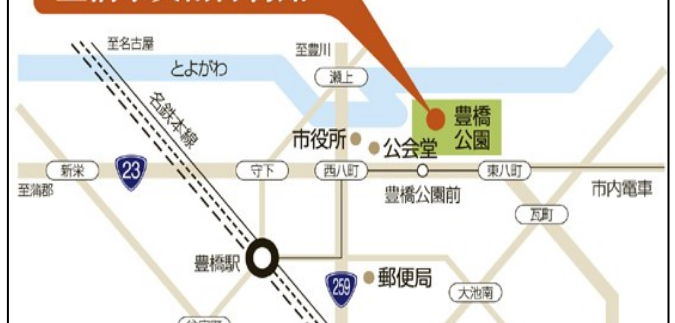 至名古屋
至豊川
とよがわ
瀬上
名鉄本線
豊橋
公園
市役所
公会堂
新栄
23
守下
西八町
東八町
至蒲郡
豊橋公園前
市内電車
瓦町
豊橋駅
259
郵便局
大池南